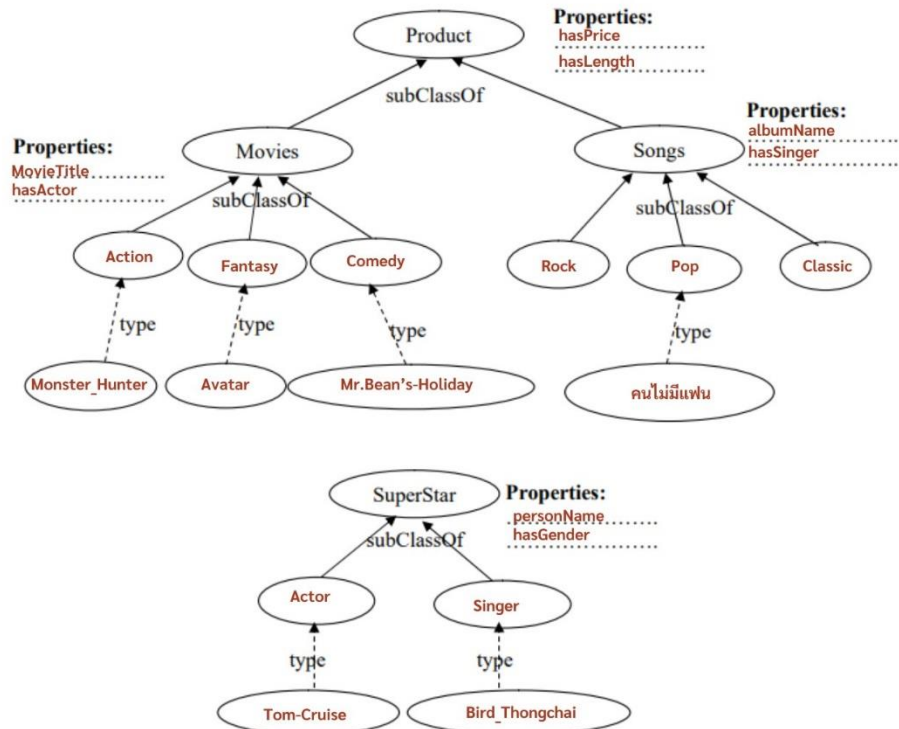 Product
Properties:
hasPrice
hasLength
subClassOf
Properties:
MovieTitle
hasActor
Movies
Songs
Properties:
albumName
hasSinger
subClassOf
subClassOf
Action
Fantasy
Comedy
Rock
Pop
Classic
type
type
type
type
Monster_Hunter
Avatar
Mr.Bean's-Holiday
คนไม่มีแฟน
SuperStar
Properties:
personName
hasGender
subClassOf
Actor
Singer
type
type
Tom-Cruise
Bird_Thongchai